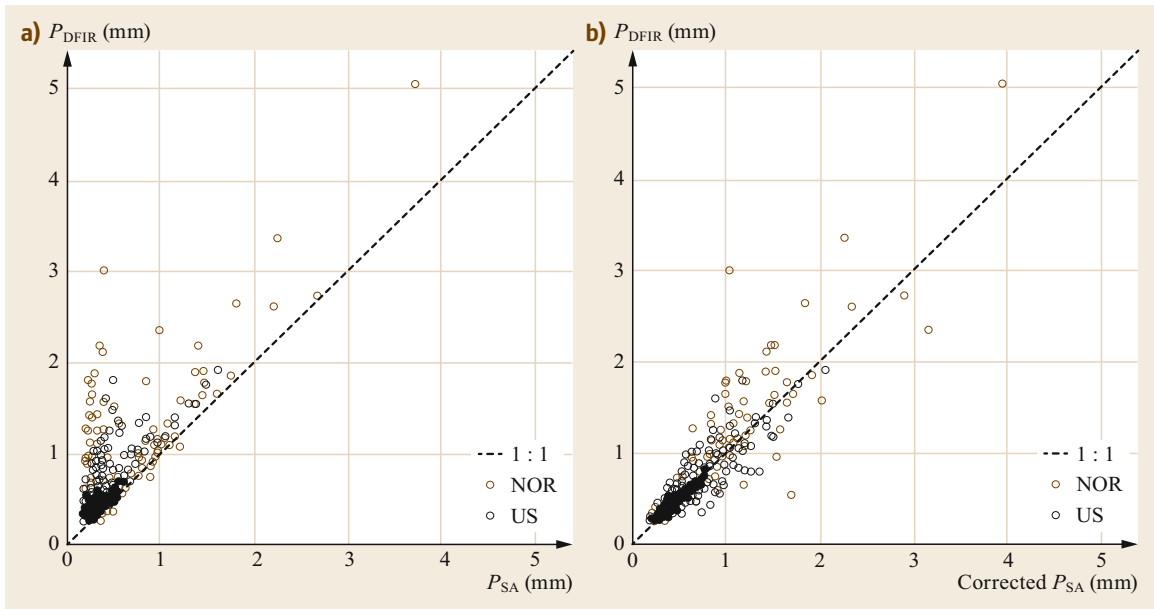 a) P_DFIR (mm)
5
4
3
2
1
0
0 1 2 3 4 5
P_SA (mm)
1 : 1
NOR
US
b) P_DFIR (mm)
5
4
3
2
1
0
0 1 2 3 4 5
Corrected P_SA (mm)
1 : 1
NOR
US